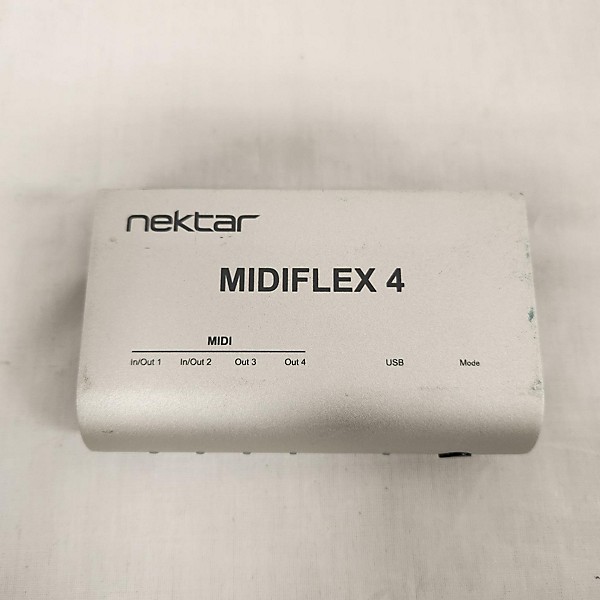 nektar
MIDIFLEX 4
MIDI
In/Out 1 In/Out 2 Out 3 Out 4 USB Mode